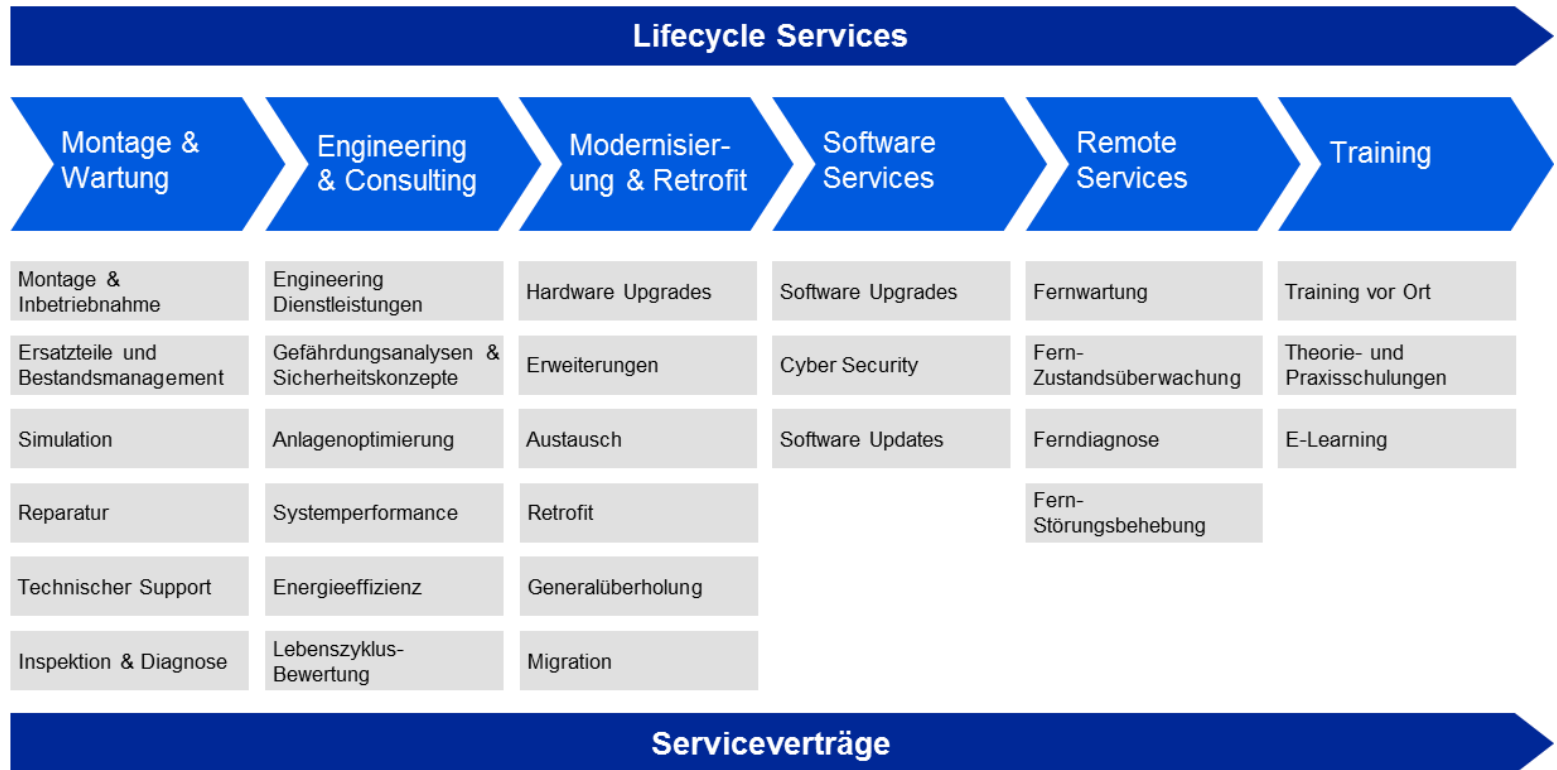 Lifecycle Services
Montage &
Wartung
Engineering
& Consulting
Modernisier-
ung & Retrofit
Software
Services
Remote
Services
Training
Montage &
Inbetriebnahme
Ersatzteile und
Bestandsmanagement
Simulation
Reparatur
Technischer Support
Inspektion & Diagnose
Engineering
Dienstleistungen
Gefährdungsanalysen &
Sicherheitskonzepte
Anlagenoptimierung
Systemperformance
Energieeffizienz
Lebenszyklus-
Bewertung
Hardware Upgrades
Erweiterungen
Austausch
Retrofit
Generalüberholung
Migration
Software Upgrades
Cyber Security
Software Updates
Fernwartung
Fern-
Zustandsüberwachung
Ferndiagnose
Fern-
Störungsbehebung
Training vor Ort
Theorie- und
Praxisschulungen
E-Learning
Serviceverträge